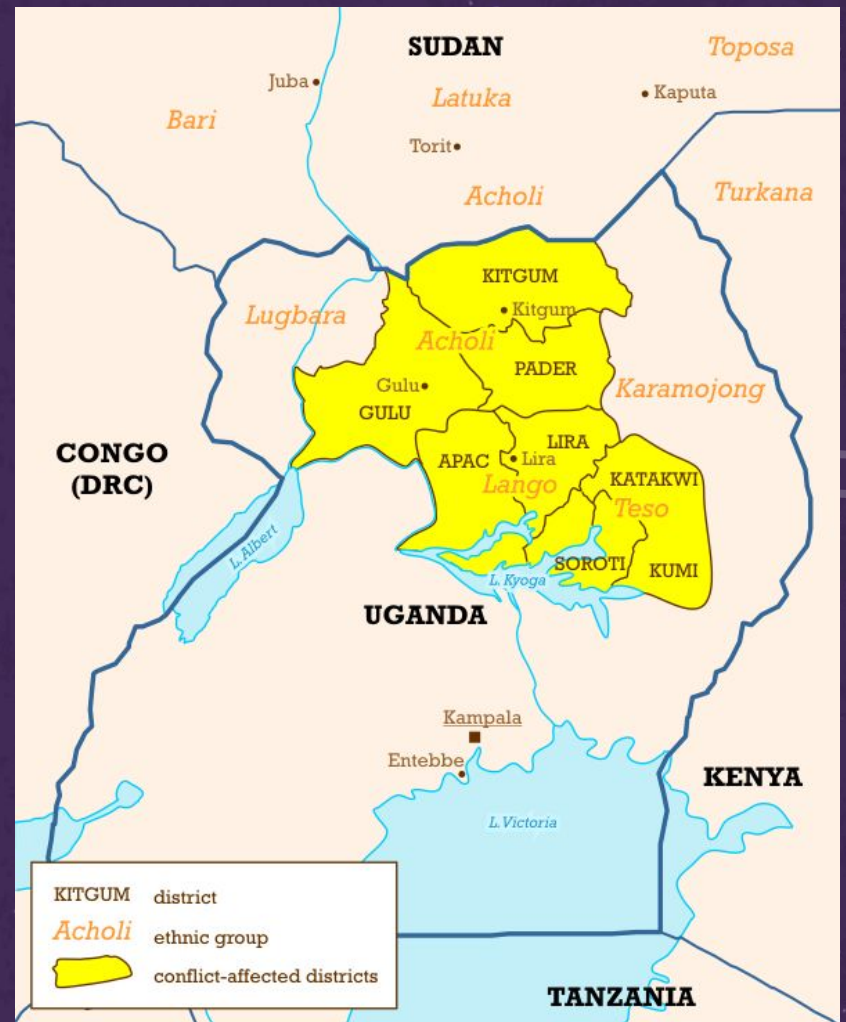 SUDAN
Toposa
Juba
Latuka
Kaputa
Bari
Torit
Acholi
Turkana
KITGUM
Lugbara
Kitgum
Acholi
PADER
Gulu
Karamojong
GULU
CONGO
(DRC)
APAC
LIRA
Lira
KATAKWI
Lango
Teso
L. Albert
SOROTI
KUMI
L. Kyoga
UGANDA
Kampala
Entebbe
KENYA
L. Victoria
KITGUM district
Acholi ethnic group
conflict-affected districts
TANZANIA